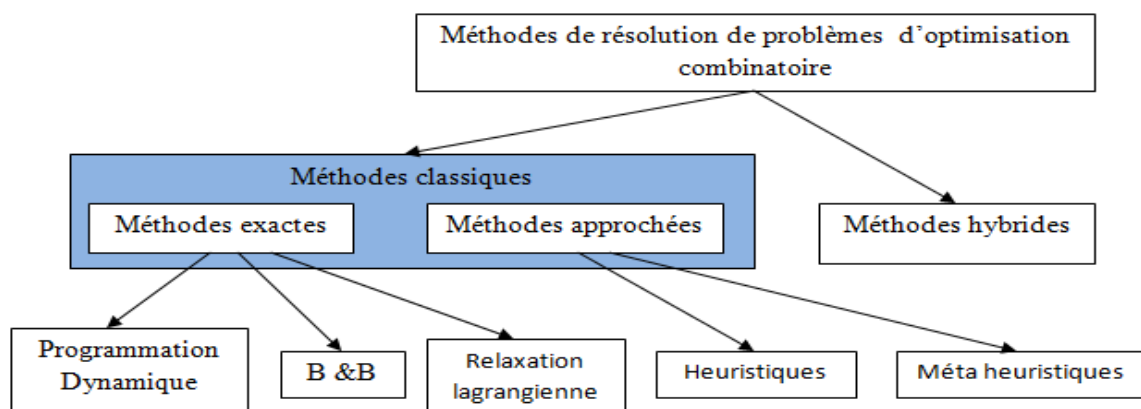 Méthodes de résolution de problèmes d'optimisation
combinatoire
Méthodes classiques
Méthodes exactes
Méthodes approchées
Méthodes hybrides
Programmation
Dynamique
B &B
Relaxation
lagrangienne
Heuristiques
Méta heuristiques